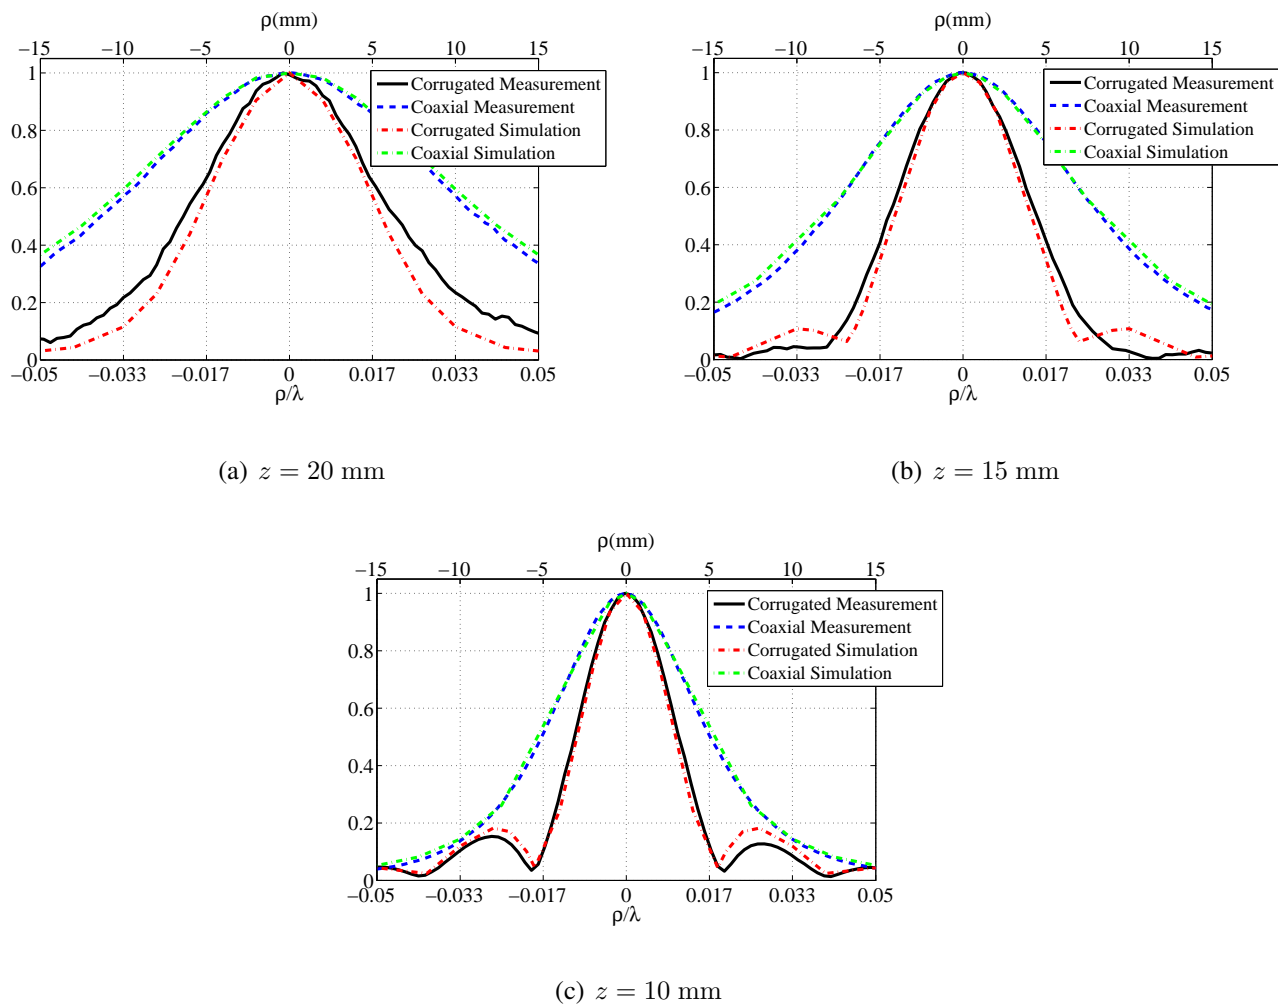 ρ(mm)
−15 −10 −5 0 5 10 15
1
0.8
0.6
0.4
0.2
0
Corrugated Measurement
Coaxial Measurement
Corrugated Simulation
Coaxial Simulation
−0.05 −0.033 −0.017 0 0.017 0.033 0.05
ρ/λ
(a) z = 20 mm
ρ(mm)
−15 −10 −5 0 5 10 15
1
0.8
0.6
0.4
0.2
0
Corrugated Measurement
Coaxial Measurement
Corrugated Simulation
Coaxial Simulation
−0.05 −0.033 −0.017 0 0.017 0.033 0.05
ρ/λ
(b) z = 15 mm
ρ(mm)
−15 −10 −5 0 5 10 15
1
0.8
0.6
0.4
0.2
0
Corrugated Measurement
Coaxial Measurement
Corrugated Simulation
Coaxial Simulation
−0.05 −0.033 −0.017 0 0.017 0.033 0.05
ρ/λ
(c) z = 10 mm